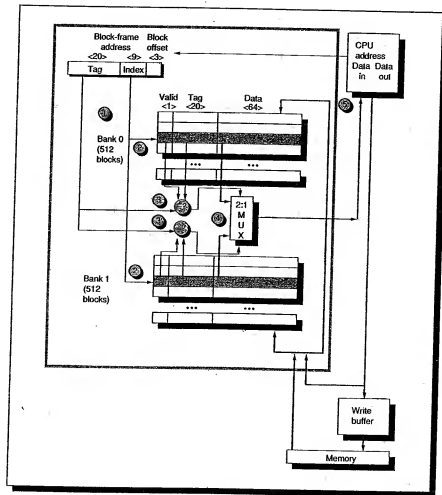 Block-frame
address
Block
offset
<20>
<9>
<3>
Tag
Index
CPU
address
Data Data
in out
Valid
<1>
Tag
<20>
Data
<64>
Bank 0
(512
blocks)
...
...
=?
2:1
M
U
X
=?
Bank 1
(512
blocks)
...
...
Write
buffer
Memory